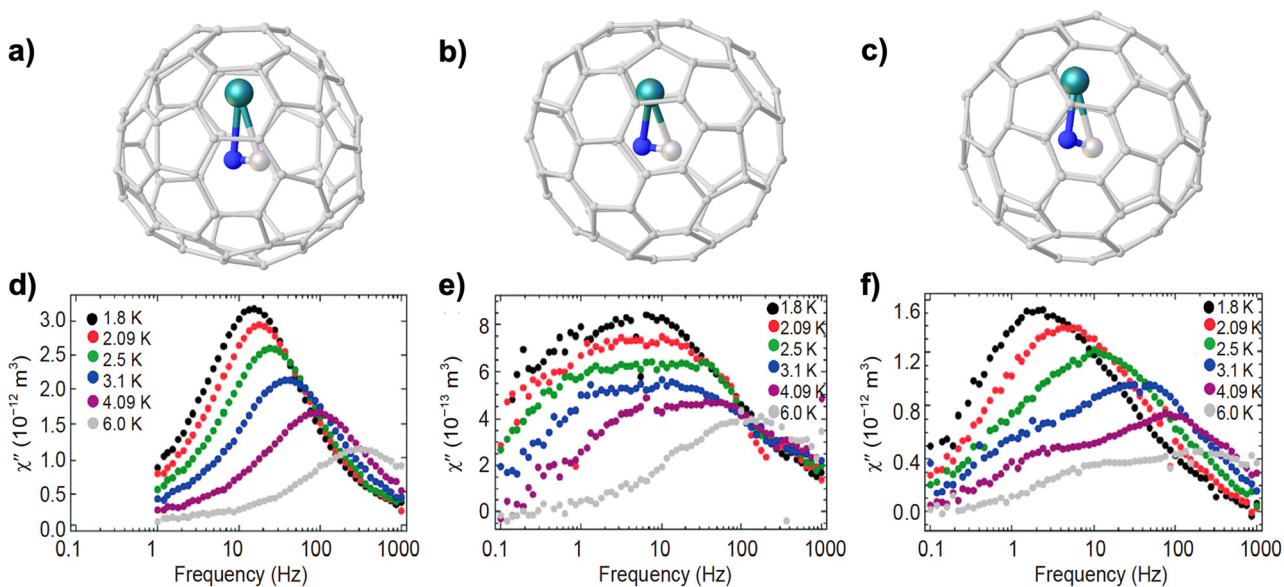 a)
b)
c)
d)
χ″ (10⁻¹² m³)
3.0
2.5
2.0
1.5
1.0
0.5
0.0
1.8 K
2.09 K
2.5 K
3.1 K
4.09 K
6.0 K
0.1 1 10 100 1000
Frequency (Hz)
e)
χ″ (10⁻¹³ m³)
8
6
4
2
0
1.8 K
2.09 K
2.5 K
3.1 K
4.09 K
6.0 K
0.1 1 10 100 1000
Frequency (Hz)
f)
χ″ (10⁻¹² m³)
1.6
1.2
0.8
0.4
0.0
1.8 K
2.09 K
2.5 K
3.1 K
4.09 K
6.0 K
0.1 1 10 100 1000
Frequency (Hz)